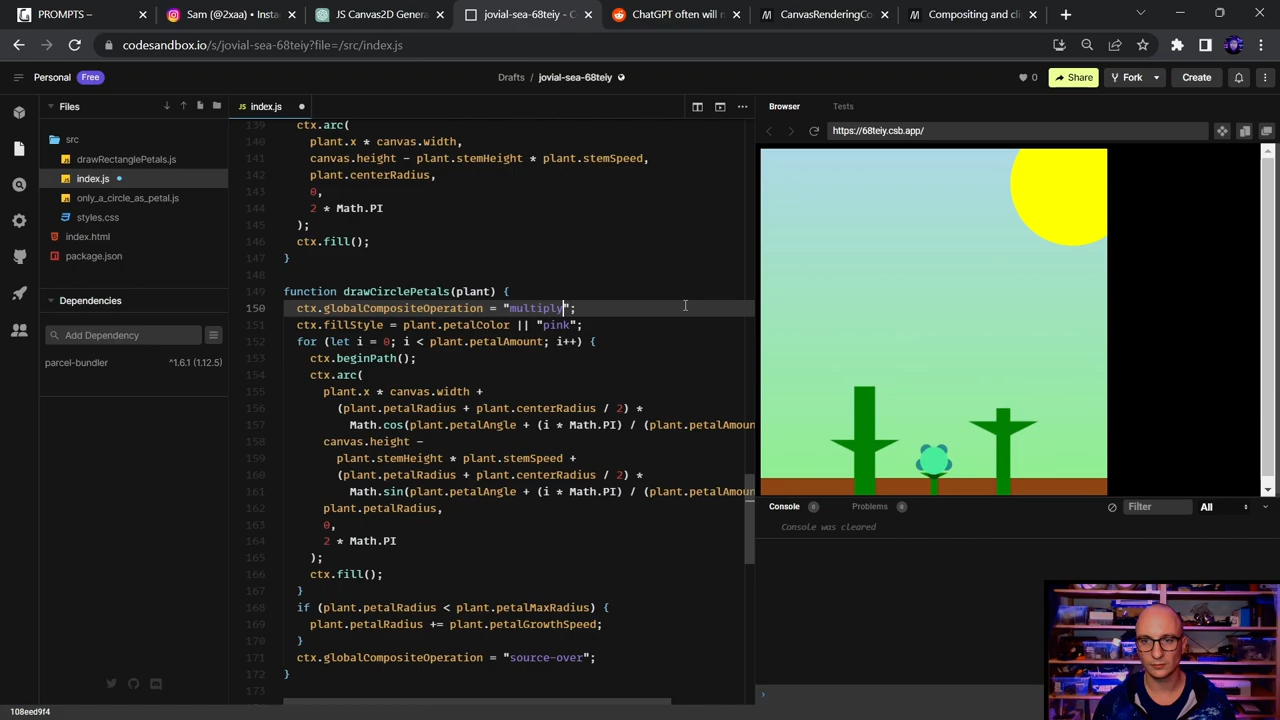 PROMPTS –
Sam (@2xaa) • Insta
JS Canvas2D Genera
jovial-sea-68teiy - C
ChatGPT often will r
CanvasRenderingCo
Compositing and cli
codesandbox.io/s/jovial-sea-68teiy?file=/src/index.js
Personal Free
Drafts / jovial-sea-68teiy
0
Share
Fork
Create
Files
index.js
src
drawRectanglePetals.js
index.js
only_a_circle_as_petal.js
styles.css
index.html
package.json
Dependencies
Add Dependency
parcel-bundler
^1.6.1 (1.12.5)
139 ctx.arc(
140 plant.x * canvas.width,
141 canvas.height - plant.stemHeight * plant.stemSpeed,
142 plant.centerRadius,
143 0,
144 2 * Math.PI
145 );
146 ctx.fill();
147 }
148
149 function drawCirclePetals(plant) {
150 ctx.globalCompositeOperation = "multiply";
151 ctx.fillStyle = plant.petalColor || "pink";
152 for (let i = 0; i < plant.petalAmount; i++) {
153 ctx.beginPath();
154 ctx.arc(
155 plant.x * canvas.width +
156 (plant.petalRadius + plant.centerRadius / 2) *
157 Math.cos(plant.petalAngle + (i * Math.PI) / (plant.petalAmoun
158 canvas.height -
159 plant.stemHeight * plant.stemSpeed +
160 (plant.petalRadius + plant.centerRadius / 2) *
161 Math.sin(plant.petalAngle + (i * Math.PI) / (plant.petalAmoun
162 plant.petalRadius,
163 0,
164 2 * Math.PI
165 );
166 ctx.fill();
167 }
168 if (plant.petalRadius < plant.petalMaxRadius) {
169 plant.petalRadius += plant.petalGrowthSpeed;
170 }
171 ctx.globalCompositeOperation = "source-over";
172 }
173
Browser
Tests
https://68teiy.csb.app/
Console 0
Problems 0
Filter
All
Console was cleared
108eed9f4